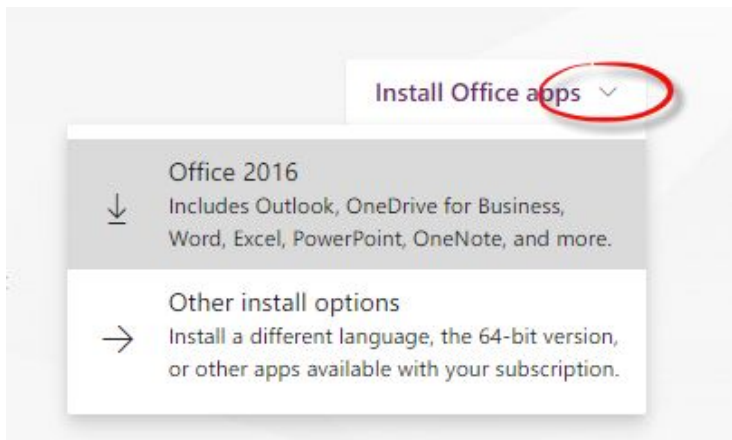 Install Office apps
Office 2016
Includes Outlook, OneDrive for Business,
Word, Excel, PowerPoint, OneNote, and more.
Other install options
Install a different language, the 64-bit version,
or other apps available with your subscription.